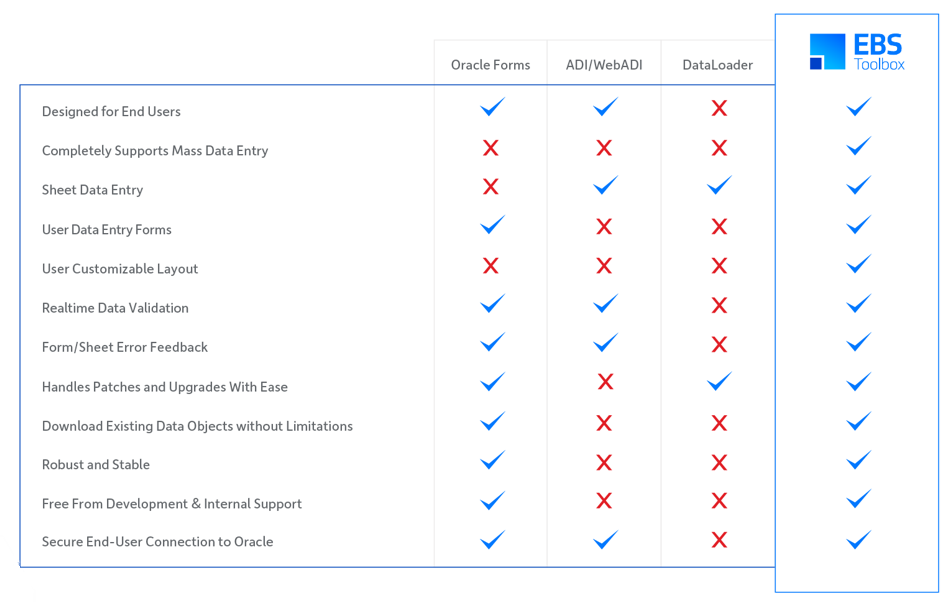 EBS
Toolbox
Oracle Forms ADI/WebADI DataLoader
Designed for End Users
Completely Supports Mass Data Entry
Sheet Data Entry
User Data Entry Forms
User Customizable Layout
Realtime Data Validation
Form/Sheet Error Feedback
Handles Patches and Upgrades With Ease
Download Existing Data Objects without Limitations
Robust and Stable
Free From Development & Internal Support
Secure End-User Connection to Oracle